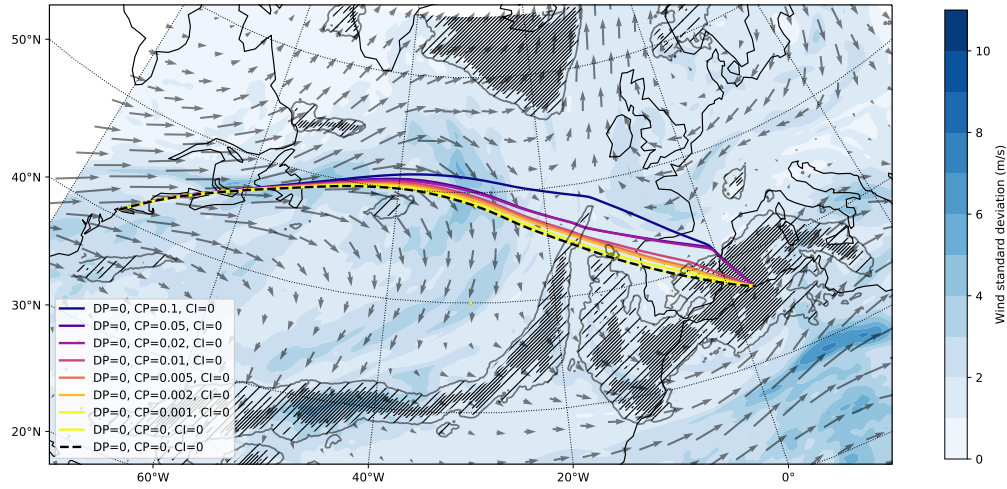 50°N
40°N
30°N
20°N
60°W
40°W
20°W
0°
DP=0, CP=0.1, CI=0
DP=0, CP=0.05, CI=0
DP=0, CP=0.02, CI=0
DP=0, CP=0.01, CI=0
DP=0, CP=0.005, CI=0
DP=0, CP=0.002, CI=0
DP=0, CP=0.001, CI=0
DP=0, CP=0, CI=0
DP=0, CP=0, CI=0
10
8
6
4
2
0
Wind standard deviation (m/s)